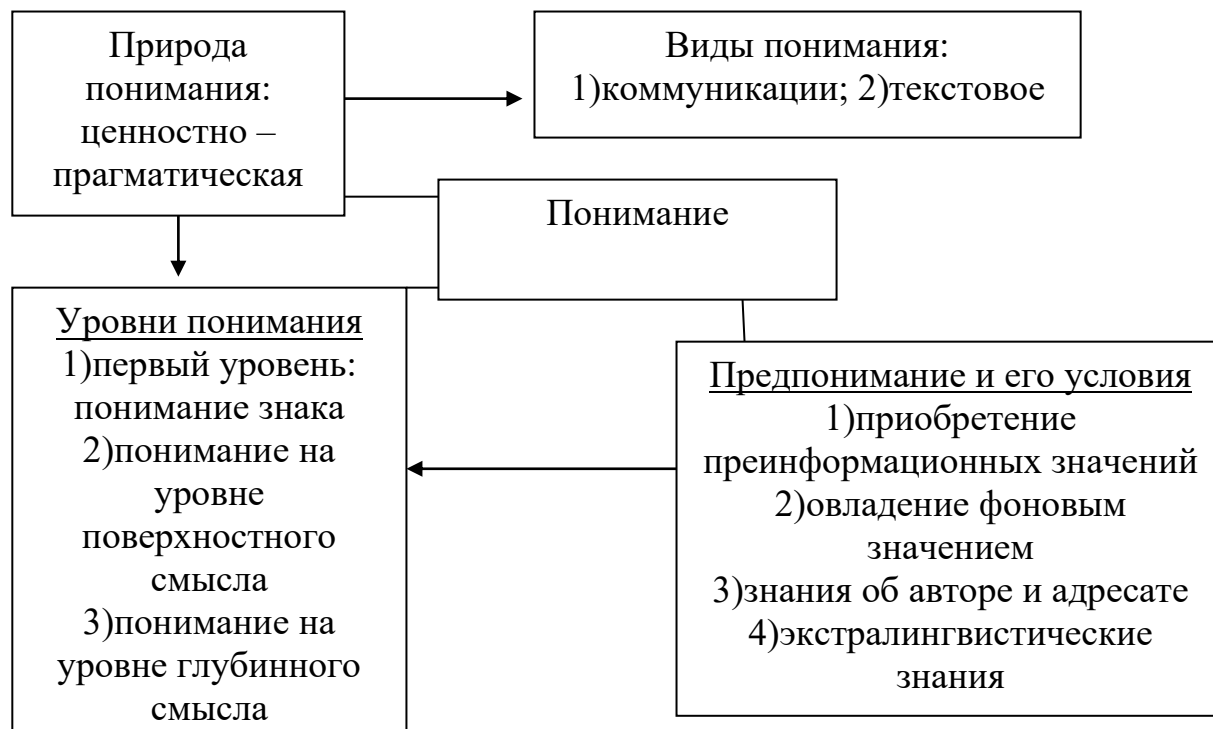 Природа
понимания:
ценностно –
прагматическая
Виды понимания:
1)коммуникации; 2)текстовое
Понимание
Уровни понимания
1)первый уровень:
понимание знака
2)понимание на
уровне
поверхностного
смысла
3)понимание на
уровне глубинного
смысла
Предпонимание и его условия
1)приобретение
преинформационных значений
2)овладение фоновым
значением
3)знания об авторе и адресате
4)экстралингвистические
знания